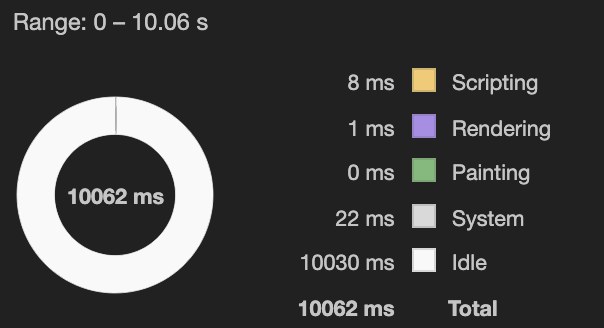 Range: 0 – 10.06 s
10062 ms
8 ms Scripting
1 ms Rendering
0 ms Painting
22 ms System
10030 ms Idle
10062 ms Total